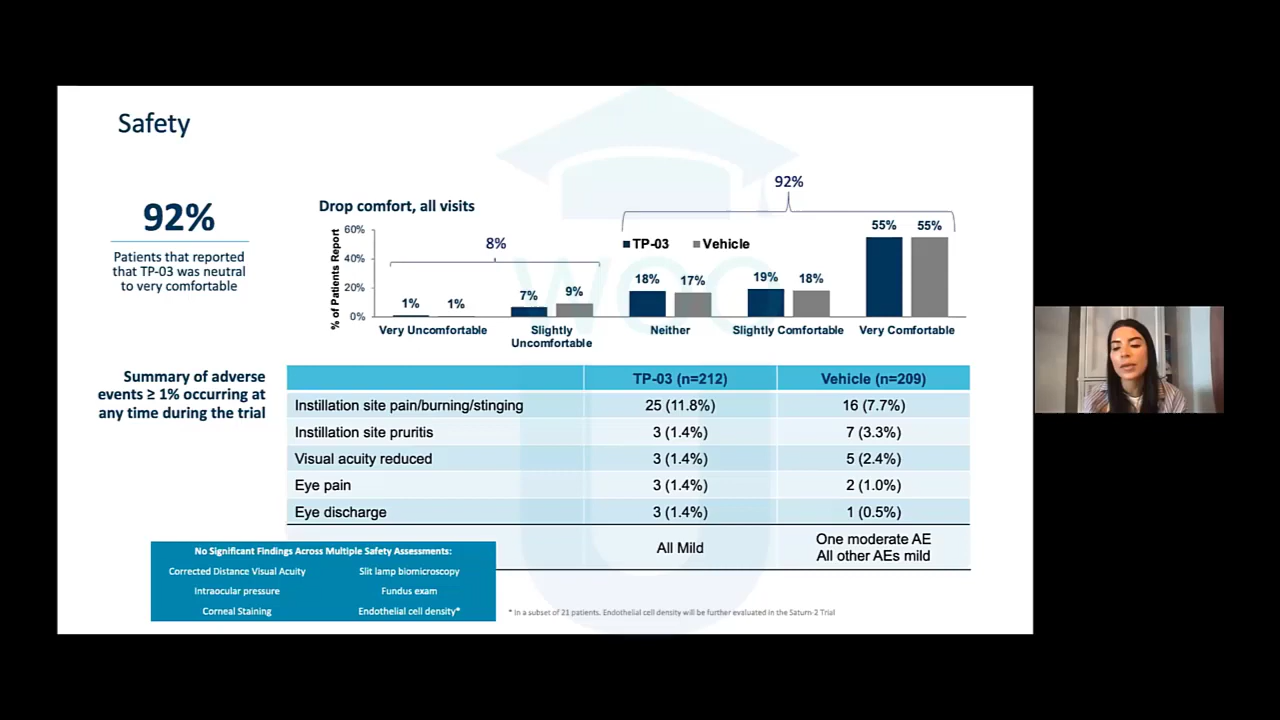 Safety
92%
Patients that reported
that TP-03 was neutral
to very comfortable
Drop comfort, all visits
% of Patients Report
60%
40%
20%
0%
8%
92%
TP-03
Vehicle
1%
1%
7%
9%
18%
17%
19%
18%
55%
55%
Very Uncomfortable
Slightly
Uncomfortable
Neither
Slightly Comfortable
Very Comfortable
Summary of adverse
events ≥ 1% occurring at
any time during the trial
TP-03 (n=212) Vehicle (n=209)
Instillation site pain/burning/stinging 25 (11.8%) 16 (7.7%)
Instillation site pruritis 3 (1.4%) 7 (3.3%)
Visual acuity reduced 3 (1.4%) 5 (2.4%)
Eye pain 3 (1.4%) 2 (1.0%)
Eye discharge 3 (1.4%) 1 (0.5%)
All Mild
One moderate AE
All other AEs mild
No Significant Findings Across Multiple Safety Assessments:
Corrected Distance Visual Acuity Slit lamp biomicroscopy
Intraocular pressure Fundus exam
Corneal Staining Endothelial cell density*
* In a subset of 21 patients. Endothelial cell density will be further evaluated in the Saturn-2 Trial